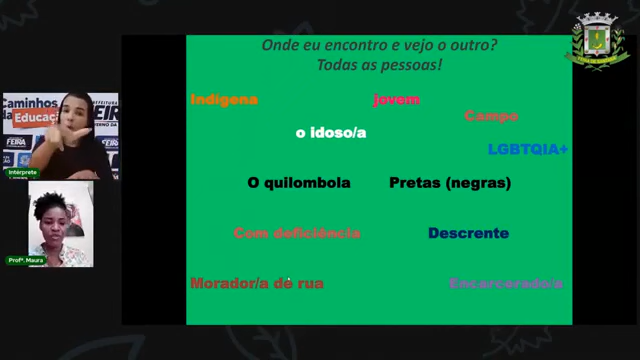 Onde eu encontro e vejo o outro?
Todas as pessoas!
Indígena
jovem
Campo
o idoso/a
LGBTQIA+
O quilombola
Pretas (negras)
Com deficiência
Descrente
Morador/a de rua
Encarcerado/a
Caminhos
da Educaç
FEIRA
Intérprete
Profª. Maura